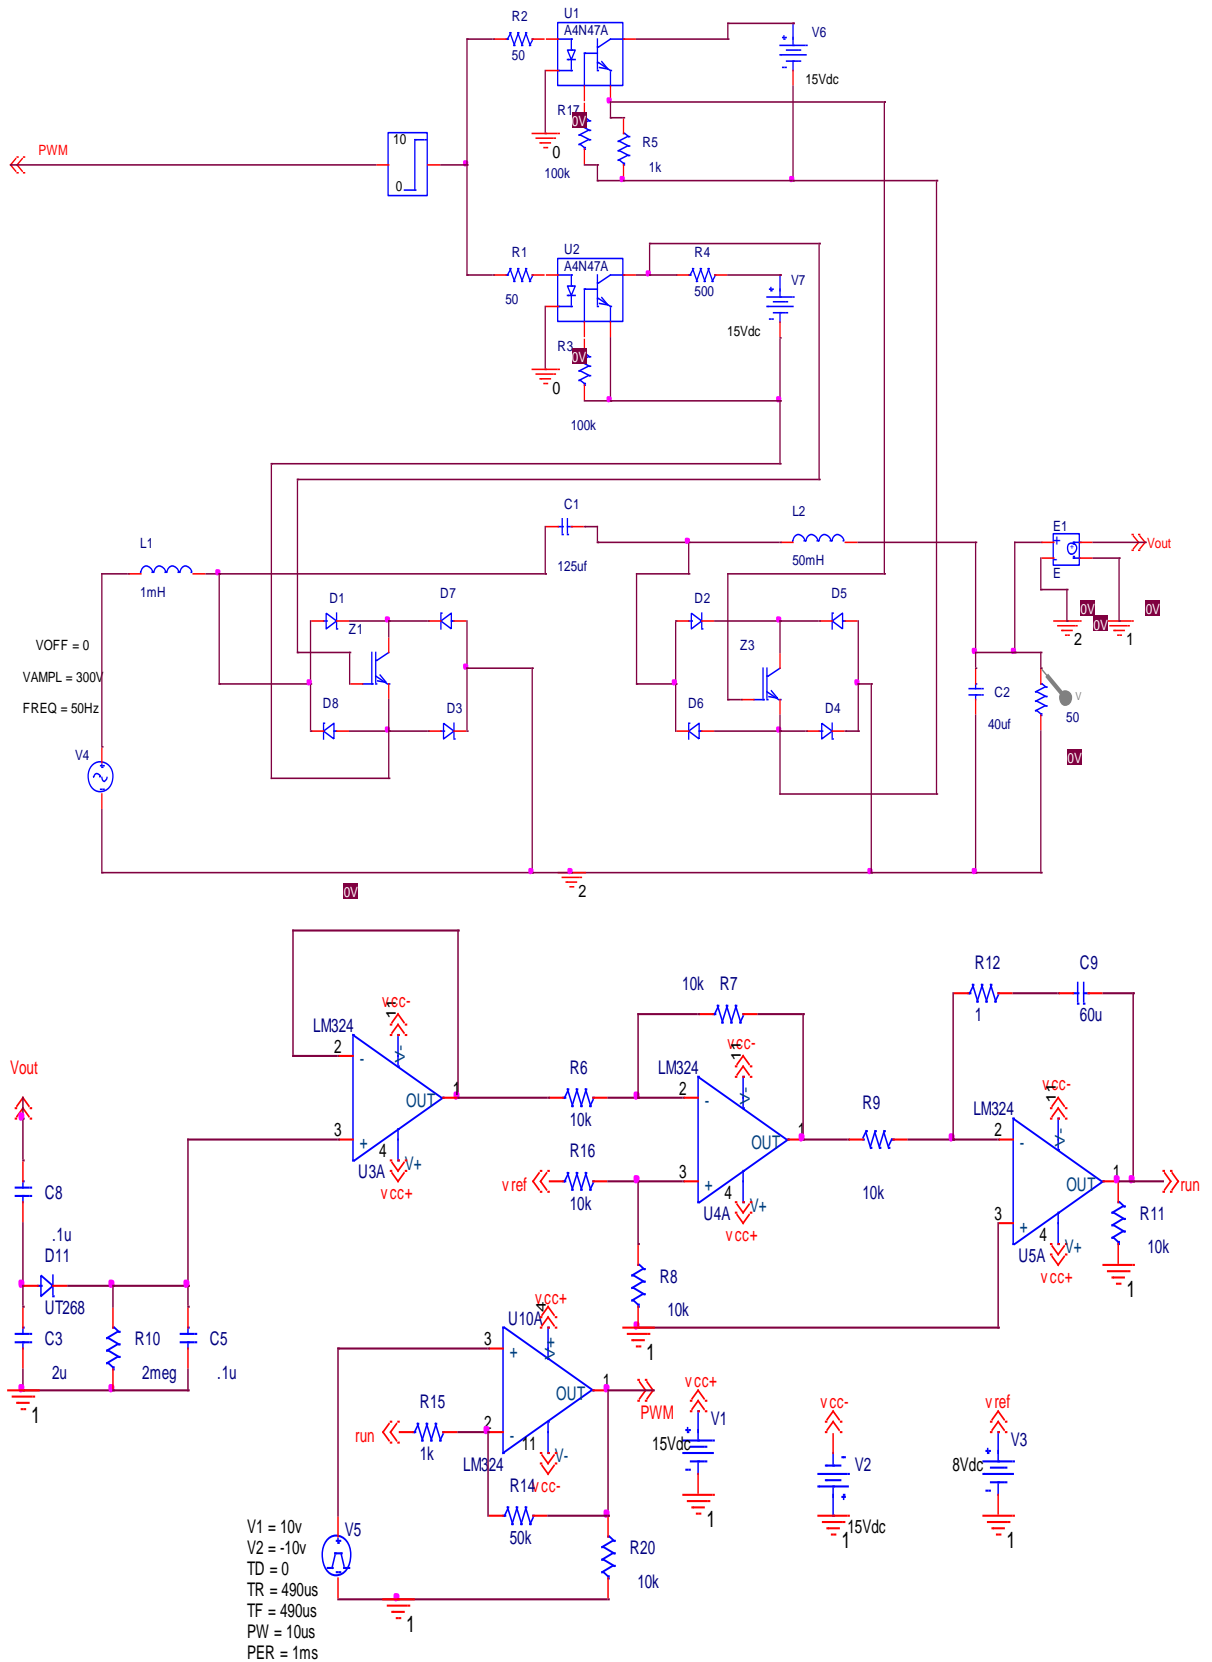 R2
50
U1
A4N47A
V6
15Vdc
R17
0V
100k
0
R5
1k
PWM
10
0
R1
50
U2
A4N47A
R4
500
V7
15Vdc
R3
0V
100k
0
L1
1mH
C1
125uf
L2
50mH
E1
E
Vout
0V
0V
0V
2
1
D1
D7
Z1
D8
D3
D2
D5
Z3
D6
D4
C2
40uf
V
50
0V
VOFF = 0
VAMPL = 300V
FREQ = 50Hz
V4
0V
2
Vout
C8
.1u
D11
UT268
C3
2u
R10
2meg
C5
.1u
1
LM324
vcc-
11
V-
2
-
OUT
1
3
+
4
V+
U3A
vcc+
R6
10k
10k
R7
LM324
vcc-
11
V-
2
-
OUT
1
3
+
4
V+
U4A
vcc+
vref
R16
10k
R8
10k
1
R9
10k
R12
1
C9
60u
LM324
vcc-
11
V-
2
-
OUT
1
3
+
4
V+
U5A
vcc+
run
R11
10k
1
U10A
vcc+
4
V+
3
+
OUT
1
PWM
2
-
11
V-
LM324
vcc-
run
R15
1k
R14
50k
R20
10k
V5
1
V1 = 10v
V2 = -10v
TD = 0
TR = 490us
TF = 490us
PW = 10us
PER = 1ms
vcc+
V1
15Vdc
1
vcc-
V2
15Vdc
1
vref
V3
8Vdc
1